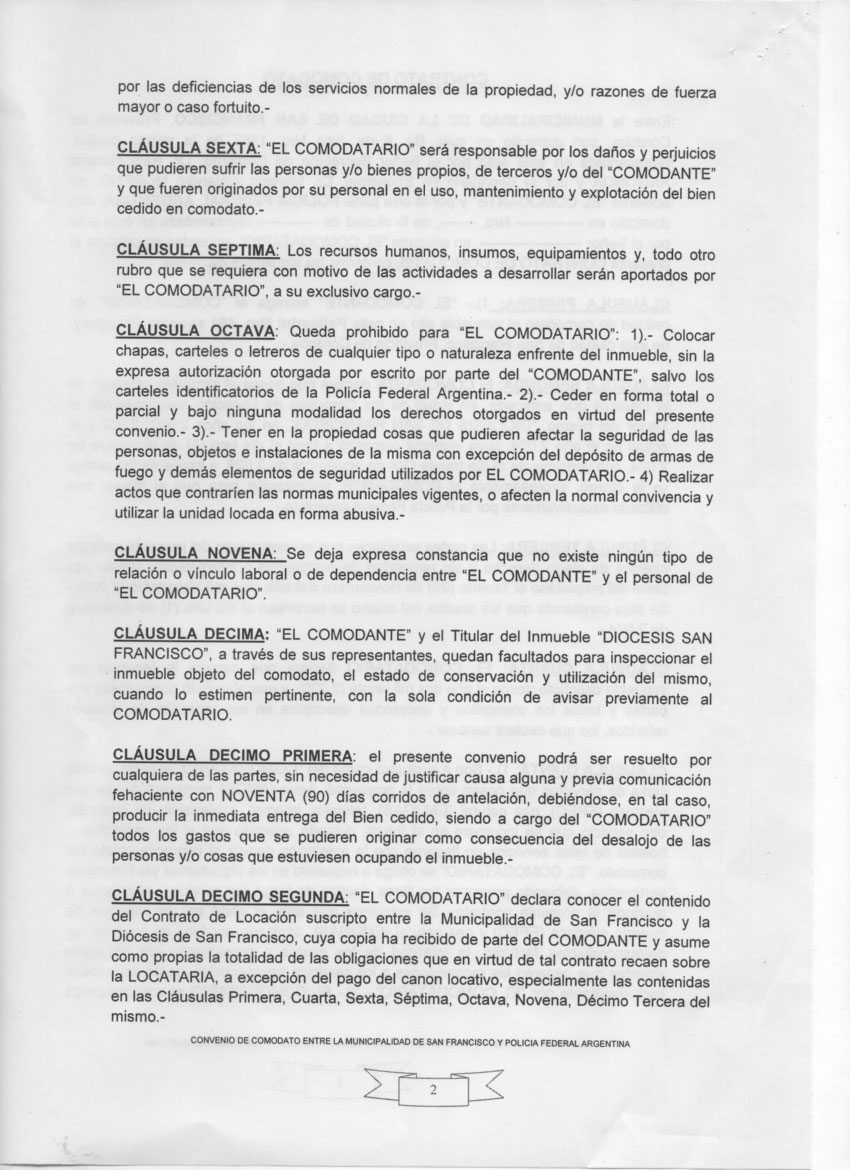 por las deficiencias de los servicios normales de la propiedad, y/o razones de fuerza
mayor o caso fortuito.-
CLÁUSULA SEXTA: “EL COMODATARIO” será responsable por los daños y perjuicios
que pudieren sufrir las personas y/o bienes propios, de terceros y/o del “COMODANTE”
y que fueren originados por su personal en el uso, mantenimiento y explotación del bien
cedido en comodato.-
CLÁUSULA SEPTIMA: Los recursos humanos, insumos, equipamientos y, todo otro
rubro que se requiera con motivo de las actividades a desarrollar serán aportados por
“EL COMODATARIO”, a su exclusivo cargo.-
CLÁUSULA OCTAVA: Queda prohibido para “EL COMODATARIO”: 1).- Colocar
chapas, carteles o letreros de cualquier tipo o naturaleza enfrente del inmueble, sin la
expresa autorización otorgada por escrito por parte del “COMODANTE”, salvo los
carteles identificatorios de la Policía Federal Argentina.- 2).- Ceder en forma total o
parcial y bajo ninguna modalidad los derechos otorgados en virtud del presente
convenio.- 3).- Tener en la propiedad cosas que pudieren afectar la seguridad de las
personas, objetos e instalaciones de la misma con excepción del depósito de armas de
fuego y demás elementos de seguridad utilizados por EL COMODATARIO.- 4) Realizar
actos que contraríen las normas municipales vigentes, o afecten la normal convivencia y
utilizar la unidad locada en forma abusiva.-
CLÁUSULA NOVENA: Se deja expresa constancia que no existe ningún tipo de
relación o vínculo laboral o de dependencia entre “EL COMODANTE” y el personal de
“EL COMODATARIO”.
CLÁUSULA DECIMA: “EL COMODANTE” y el Titular del Inmueble “DIOCESIS SAN
FRANCISCO”, a través de sus representantes, quedan facultados para inspeccionar el
inmueble objeto del comodato, el estado de conservación y utilización del mismo,
cuando lo estimen pertinente, con la sola condición de avisar previamente al
COMODATARIO.
CLÁUSULA DECIMO PRIMERA: el presente convenio podrá ser resuelto por
cualquiera de las partes, sin necesidad de justificar causa alguna y previa comunicación
fehaciente con NOVENTA (90) días corridos de antelación, debiéndose, en tal caso,
producir la inmediata entrega del Bien cedido, siendo a cargo del “COMODATARIO”
todos los gastos que se pudieren originar como consecuencia del desalojo de las
personas y/o cosas que estuviesen ocupando el inmueble.-
CLÁUSULA DECIMO SEGUNDA: “EL COMODATARIO” declara conocer el contenido
del Contrato de Locación suscripto entre la Municipalidad de San Francisco y la
Diócesis de San Francisco, cuya copia ha recibido de parte del COMODANTE y asume
como propias la totalidad de las obligaciones que en virtud de tal contrato recaen sobre
la LOCATARIA, a excepción del pago del canon locativo, especialmente las contenidas
en las Cláusulas Primera, Cuarta, Sexta, Séptima, Octava, Novena, Décimo Tercera del
mismo.-
CONVENIO DE COMODATO ENTRE LA MUNICIPALIDAD DE SAN FRANCISCO Y POLICIA FEDERAL ARGENTINA
2